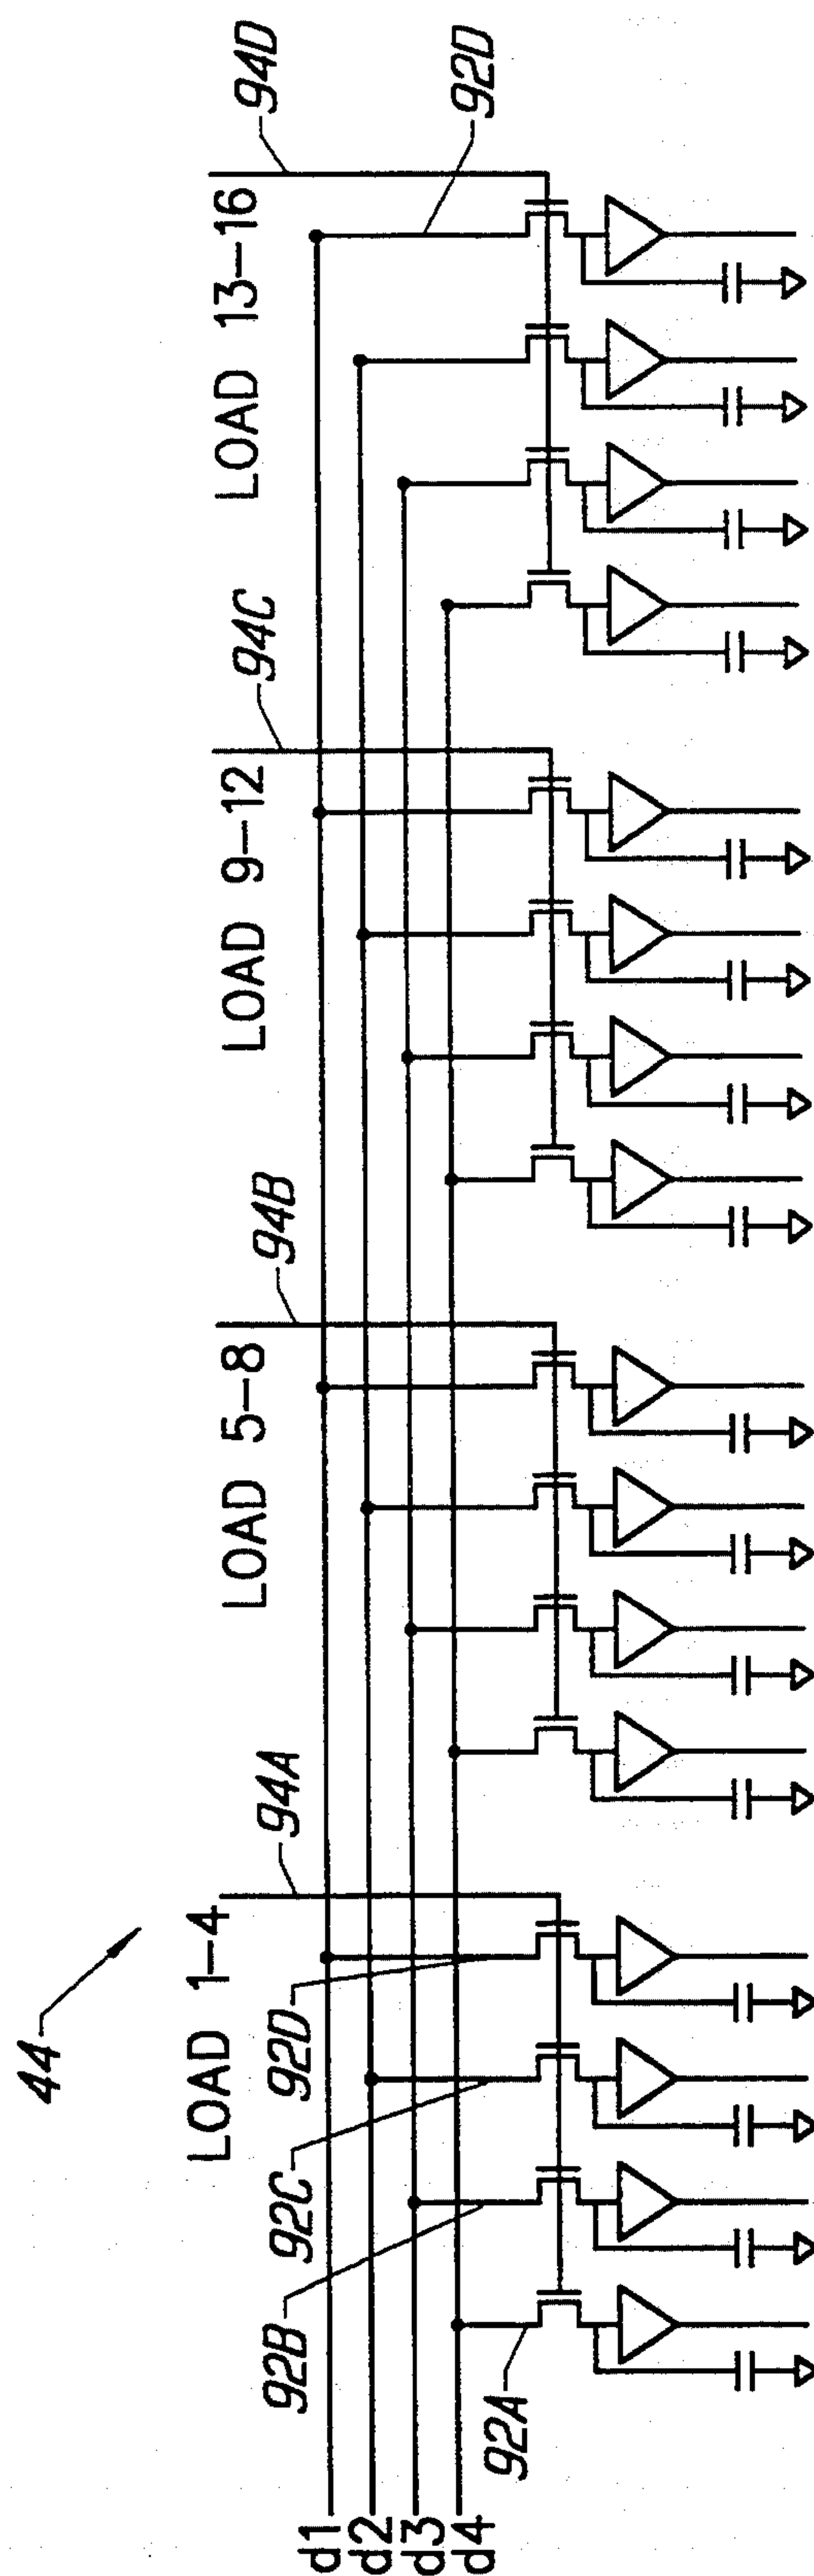 44
LOAD 1-4
94A
LOAD 5-8
94B
LOAD 9-12
94C
LOAD 13-16
94D
92B
92C
92D
92D
92A
d1
d2
d3
d4